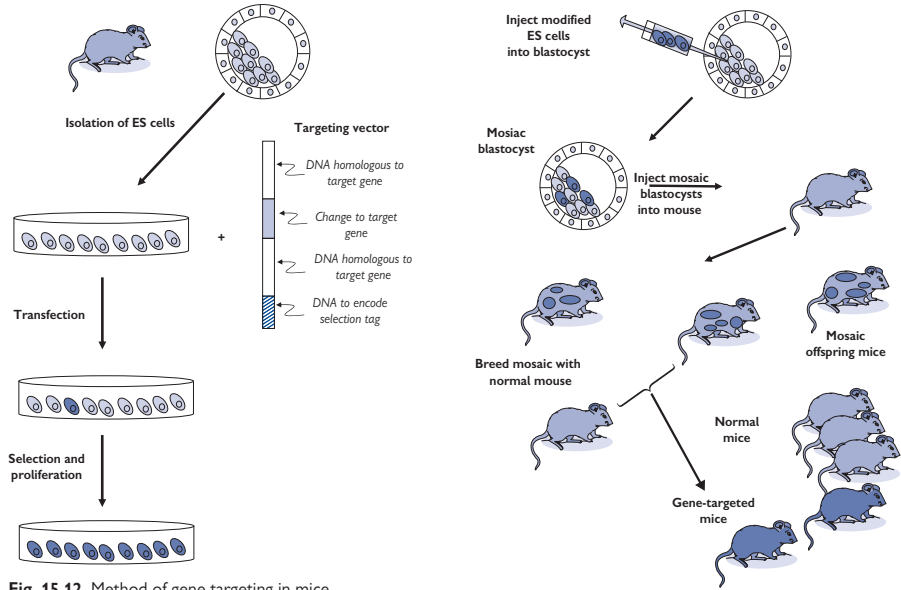 Isolation of ES cells
Targeting vector
DNA homologous to
target gene
Change to target
gene
DNA homologous to
target gene
DNA to encode
selection tag
+
Transfection
Selection and
proliferation
Fig. 15.12 Method of gene targeting in mice
Inject modified
ES cells
into blastocyst
Mosiac
blastocyst
Inject mosaic
blastocysts
into mouse
Mosaic
offspring mice
Breed mosaic with
normal mouse
Normal
mice
Gene-targeted
mice